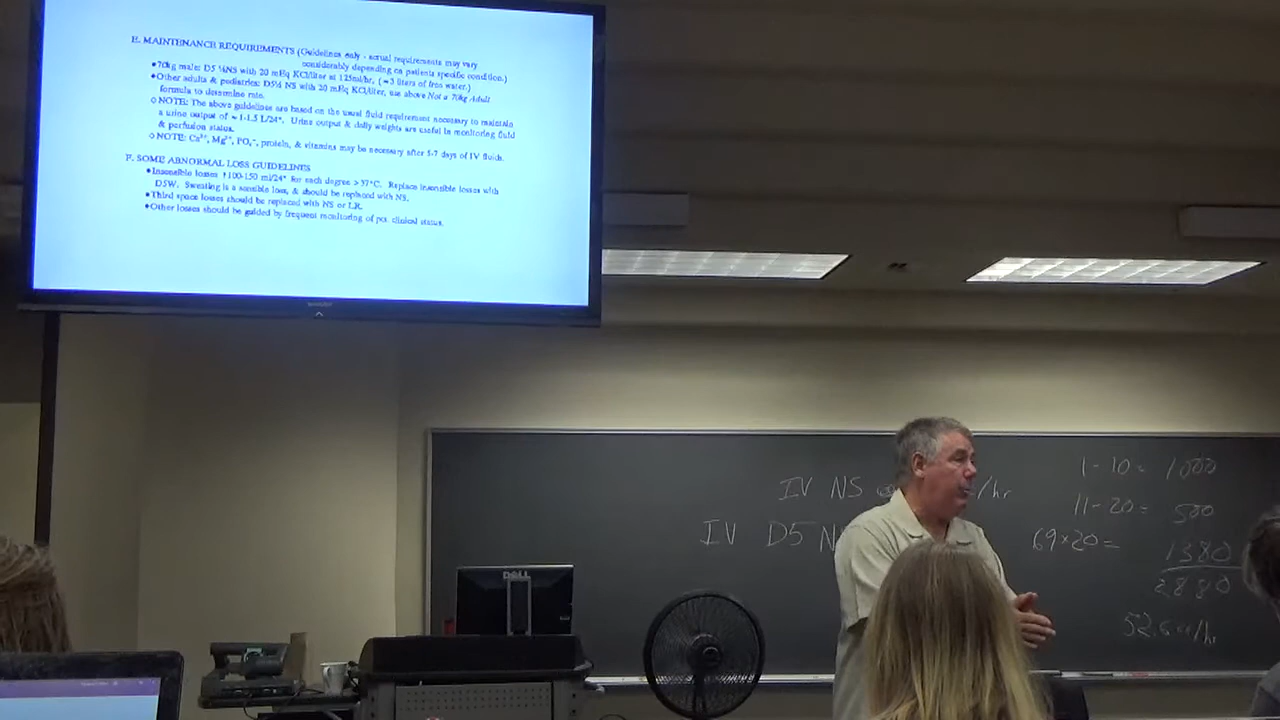 E. MAINTENANCE REQUIREMENTS (Guidelines only - actual requirements may vary
considerably depending on patients specific condition.)
●70kg male: D5 ½NS with 20 mEq KCl/liter at 125ml/hr. (≈3 liters of free water.)
●Other adults & pediatrics: D5½ NS with 20 mEq KCl/liter, use above Not a 70kg Adult
formula to determine rate.
○NOTE: The above guidelines are based on the usual fluid requirement necessary to maintain
a urine output of ≈ 1-1.5 L/24°. Urine output & daily weights are useful in monitoring fluid
& perfusion status.
○NOTE: Ca²⁺, Mg²⁺, PO₄⁻, protein, & vitamins may be necessary after 5-7 days of IV fluids.
F. SOME ABNORMAL LOSS GUIDELINES
●Insensible losses ↑100-150 ml/24° for each degree >37°C. Replace insensible losses with
D5W. Sweating is a sensible loss, & should be replaced with NS.
●Third space losses should be replaced with NS or LR.
●Other losses should be guided by frequent monitoring of pts. clinical status.
IV NS /hr
IV D5 N
1-10= 1000
11-20= 500
69×20= 1380
2880
DELL